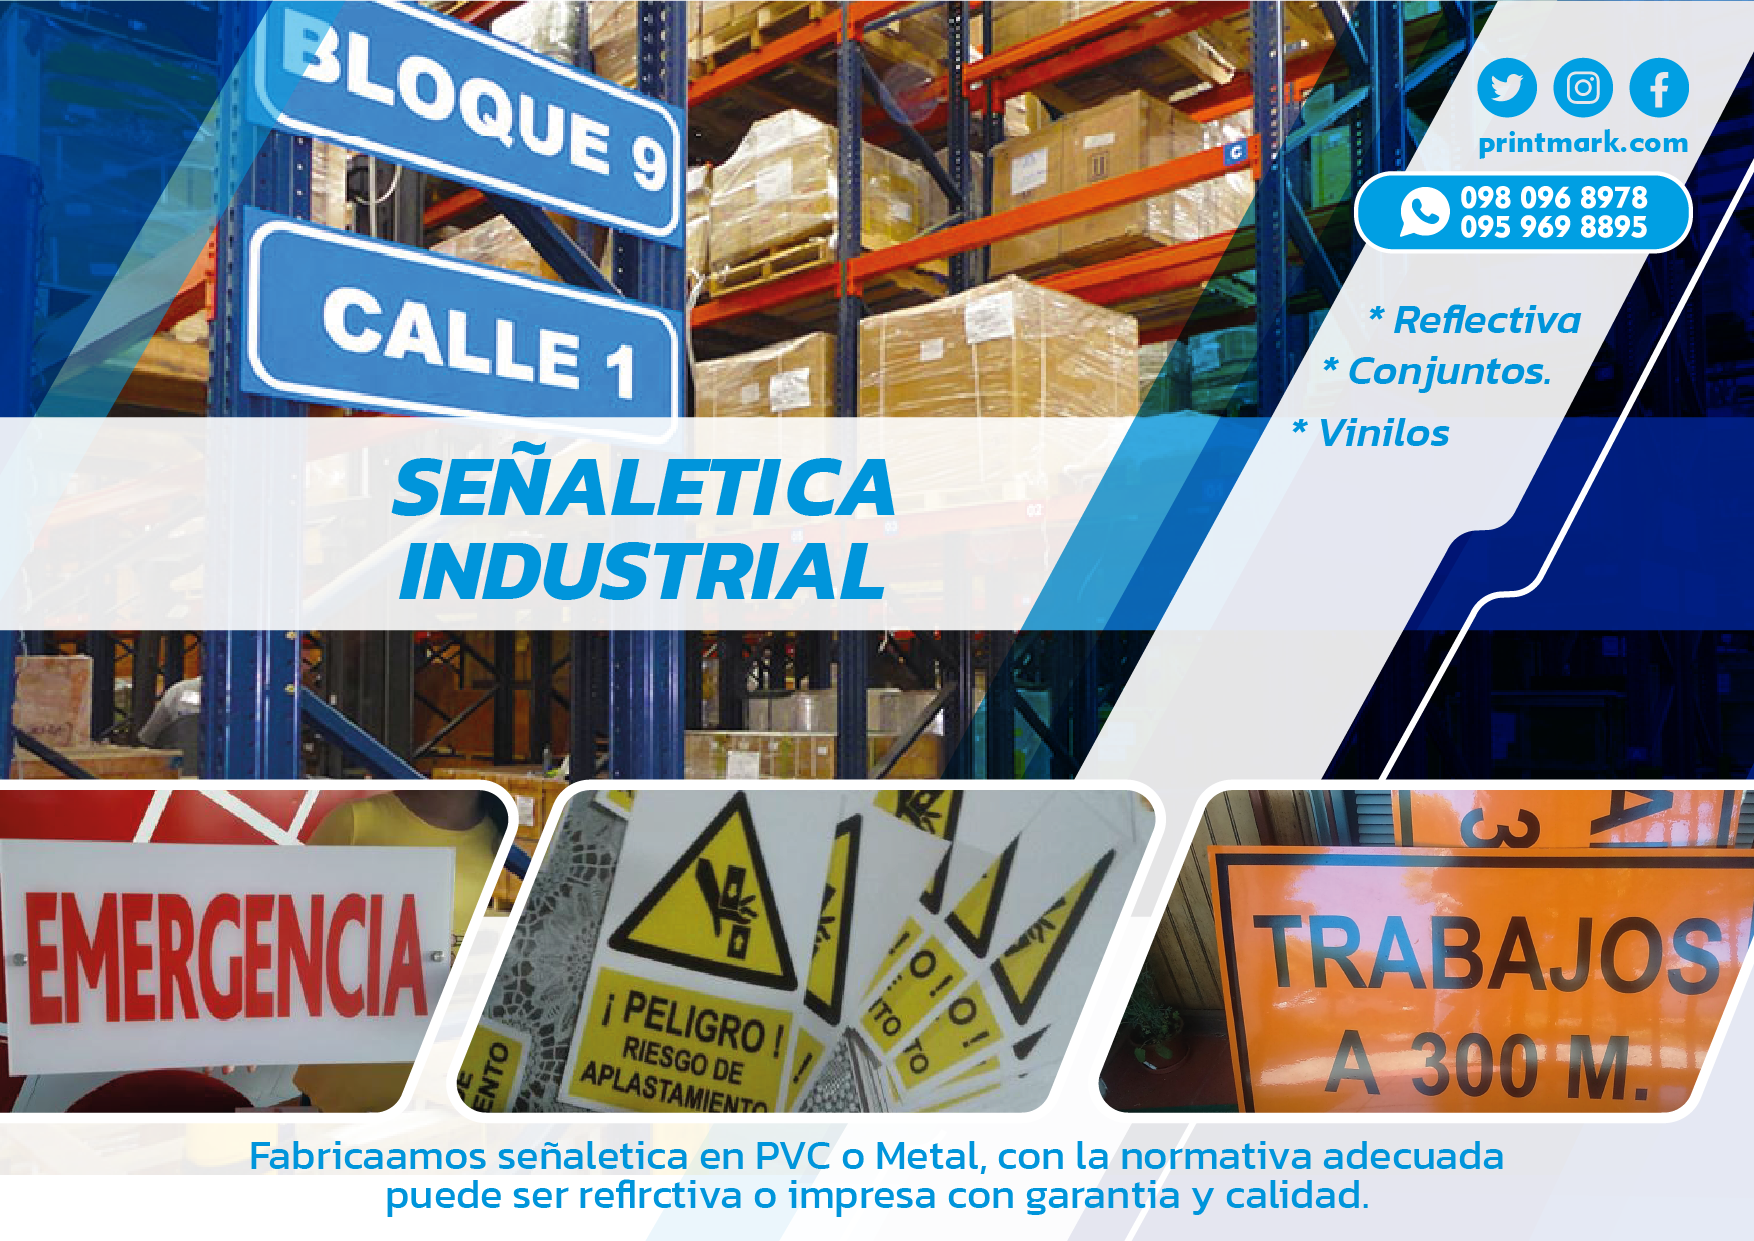 BLOQUE 9
CALLE 1
printmark.com
098 096 8978
095 969 8895
* Reflectiva
* Conjuntos.
* Vinilos
SEÑALETICA
INDUSTRIAL
EMERGENCIA
¡ PELIGRO !
RIESGO DE
APLASTAMIENTO
TRABAJOS
A 300 M.
Fabricaamos señaletica en PVC o Metal, con la normativa adecuada
puede ser reflrctiva o impresa con garantia y calidad.